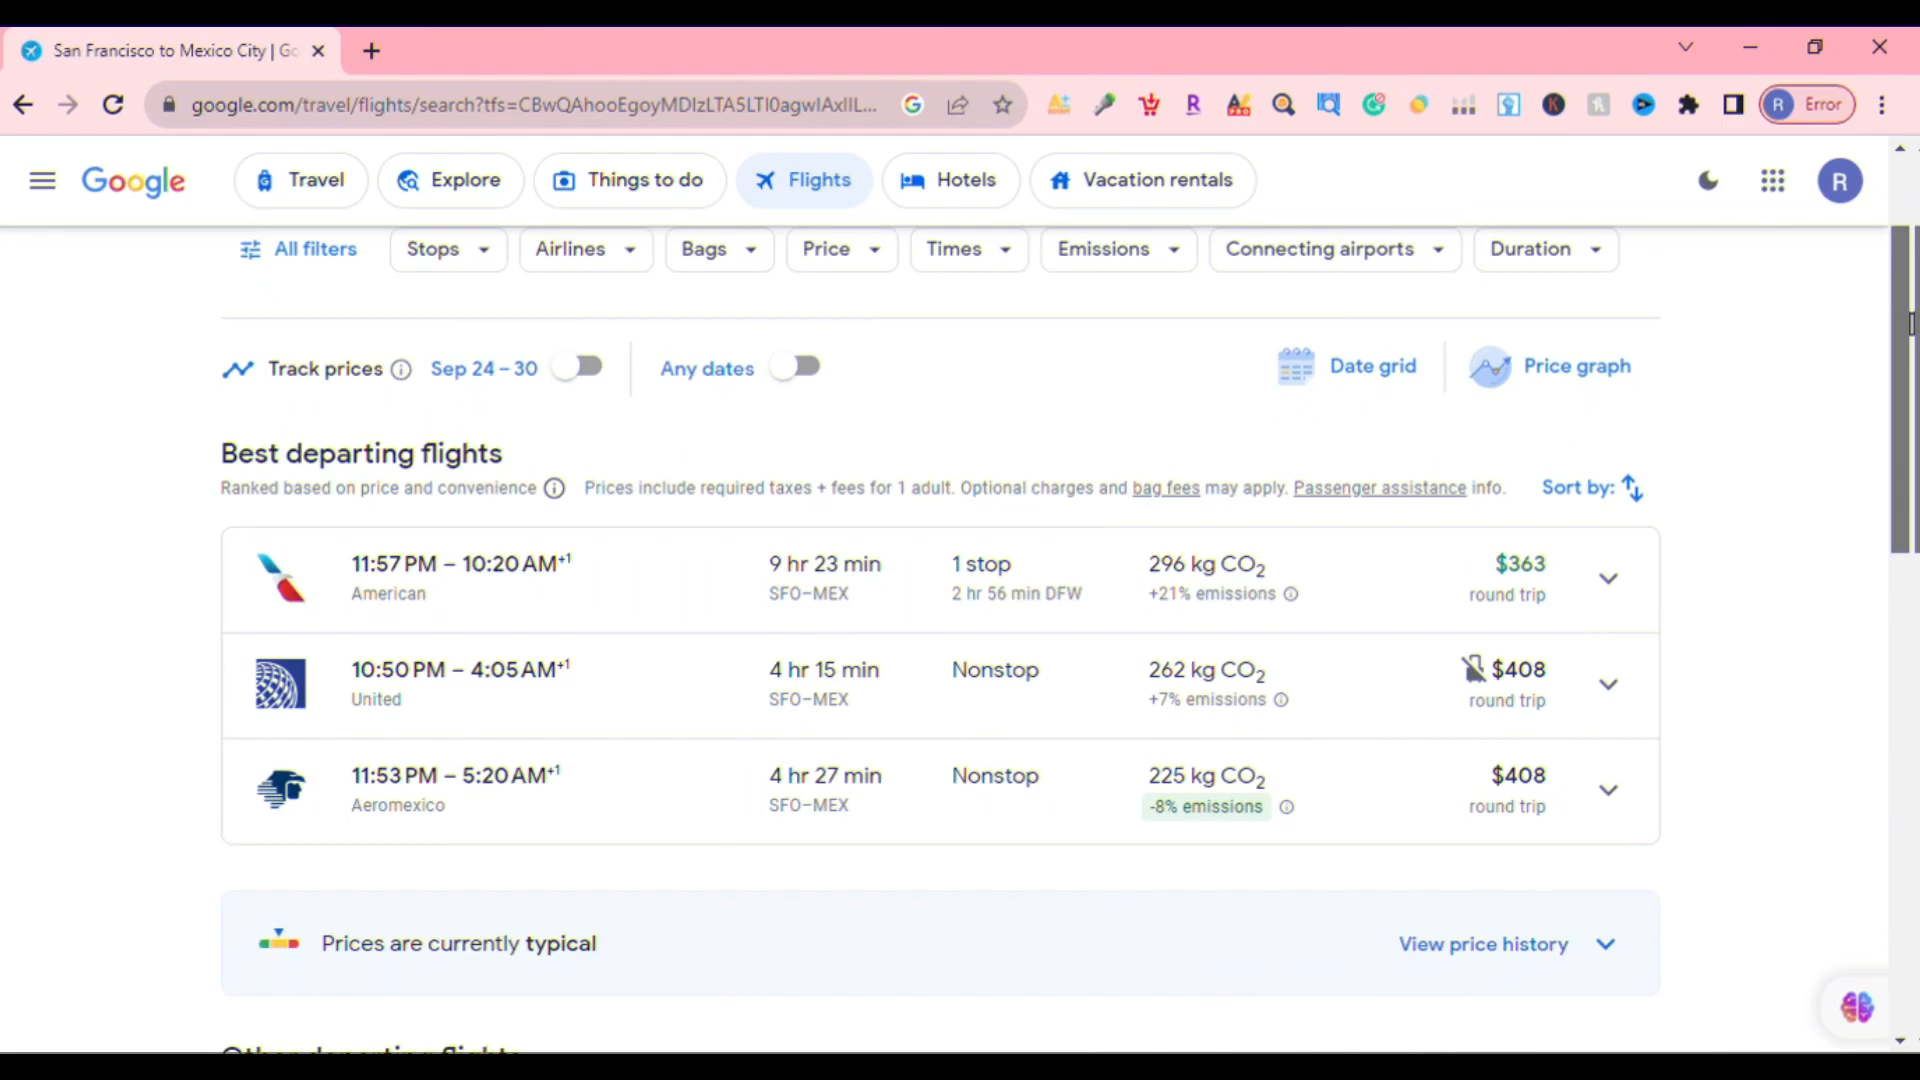 San Francisco to Mexico City | Go
google.com/travel/flights/search?tfs=CBwQAhooEgoyMDIzLTA5LTI0agwIAxIIL...
R Error
Google
Travel
Explore
Things to do
Flights
Hotels
Vacation rentals
R
All filters
Stops
Airlines
Bags
Price
Times
Emissions
Connecting airports
Duration
Track prices
Sep 24 – 30
Any dates
Date grid
Price graph
Best departing flights
Ranked based on price and convenience
Prices include required taxes + fees for 1 adult. Optional charges and bag fees may apply. Passenger assistance info.
Sort by:
11:57 PM – 10:20 AM+1
American
9 hr 23 min
SFO–MEX
1 stop
2 hr 56 min DFW
296 kg CO2
+21% emissions
$363
round trip
10:50 PM – 4:05 AM+1
United
4 hr 15 min
SFO–MEX
Nonstop
262 kg CO2
+7% emissions
$408
round trip
11:53 PM – 5:20 AM+1
Aeromexico
4 hr 27 min
SFO–MEX
Nonstop
225 kg CO2
-8% emissions
$408
round trip
Prices are currently typical
View price history
Other departing flights